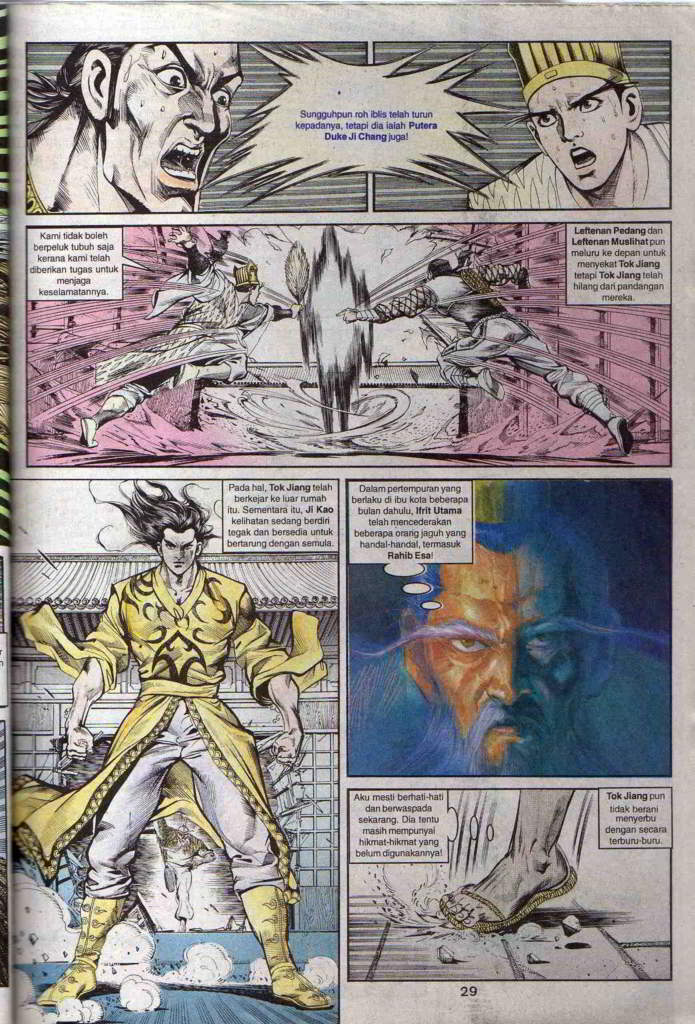 Sungguhpun roh iblis telah turun
kepadanya, tetapi dia ialah Putera
Duke Ji Chang juga!
Kami tidak boleh
berpeluk tubuh saja
kerana kami telah
diberikan tugas untuk
menjaga
keselamatannya.
Leftenan Pedang dan
Leftenan Muslihat pun
meluru ke depan untuk
menyekat Tok Jiang
tetapi Tok Jiang telah
hilang dari pandangan
mereka.
Pada hal, Tok Jiang telah
berkejar ke luar rumah
itu. Sementara itu, Ji Kao
kelihatan sedang berdiri
tegak dan bersedia untuk
bertarung dengan semula.
Dalam pertempuran yang
berlaku di ibu kota beberapa
bulan dahulu, Ifrit Utama
telah mencederakan
beberapa orang jaguh yang
handal-handal, termasuk
Rahib Esa!
Aku mesti berhati-hati
dan berwaspada
sekarang. Dia tentu
masih mempunyai
hikmat-hikmat yang
belum digunakannya!
Tok Jiang pun
tidak berani
menyerbu
dengan secara
terburu-buru.
29